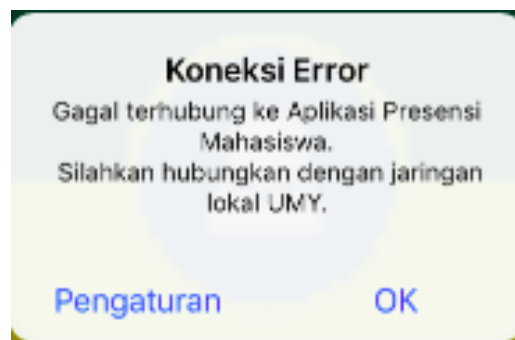 Koneksi Error
Gagal terhubung ke Aplikasi Presensi
Mahasiswa.
Silahkan hubungkan dengan jaringan
lokal UMY.
Pengaturan OK